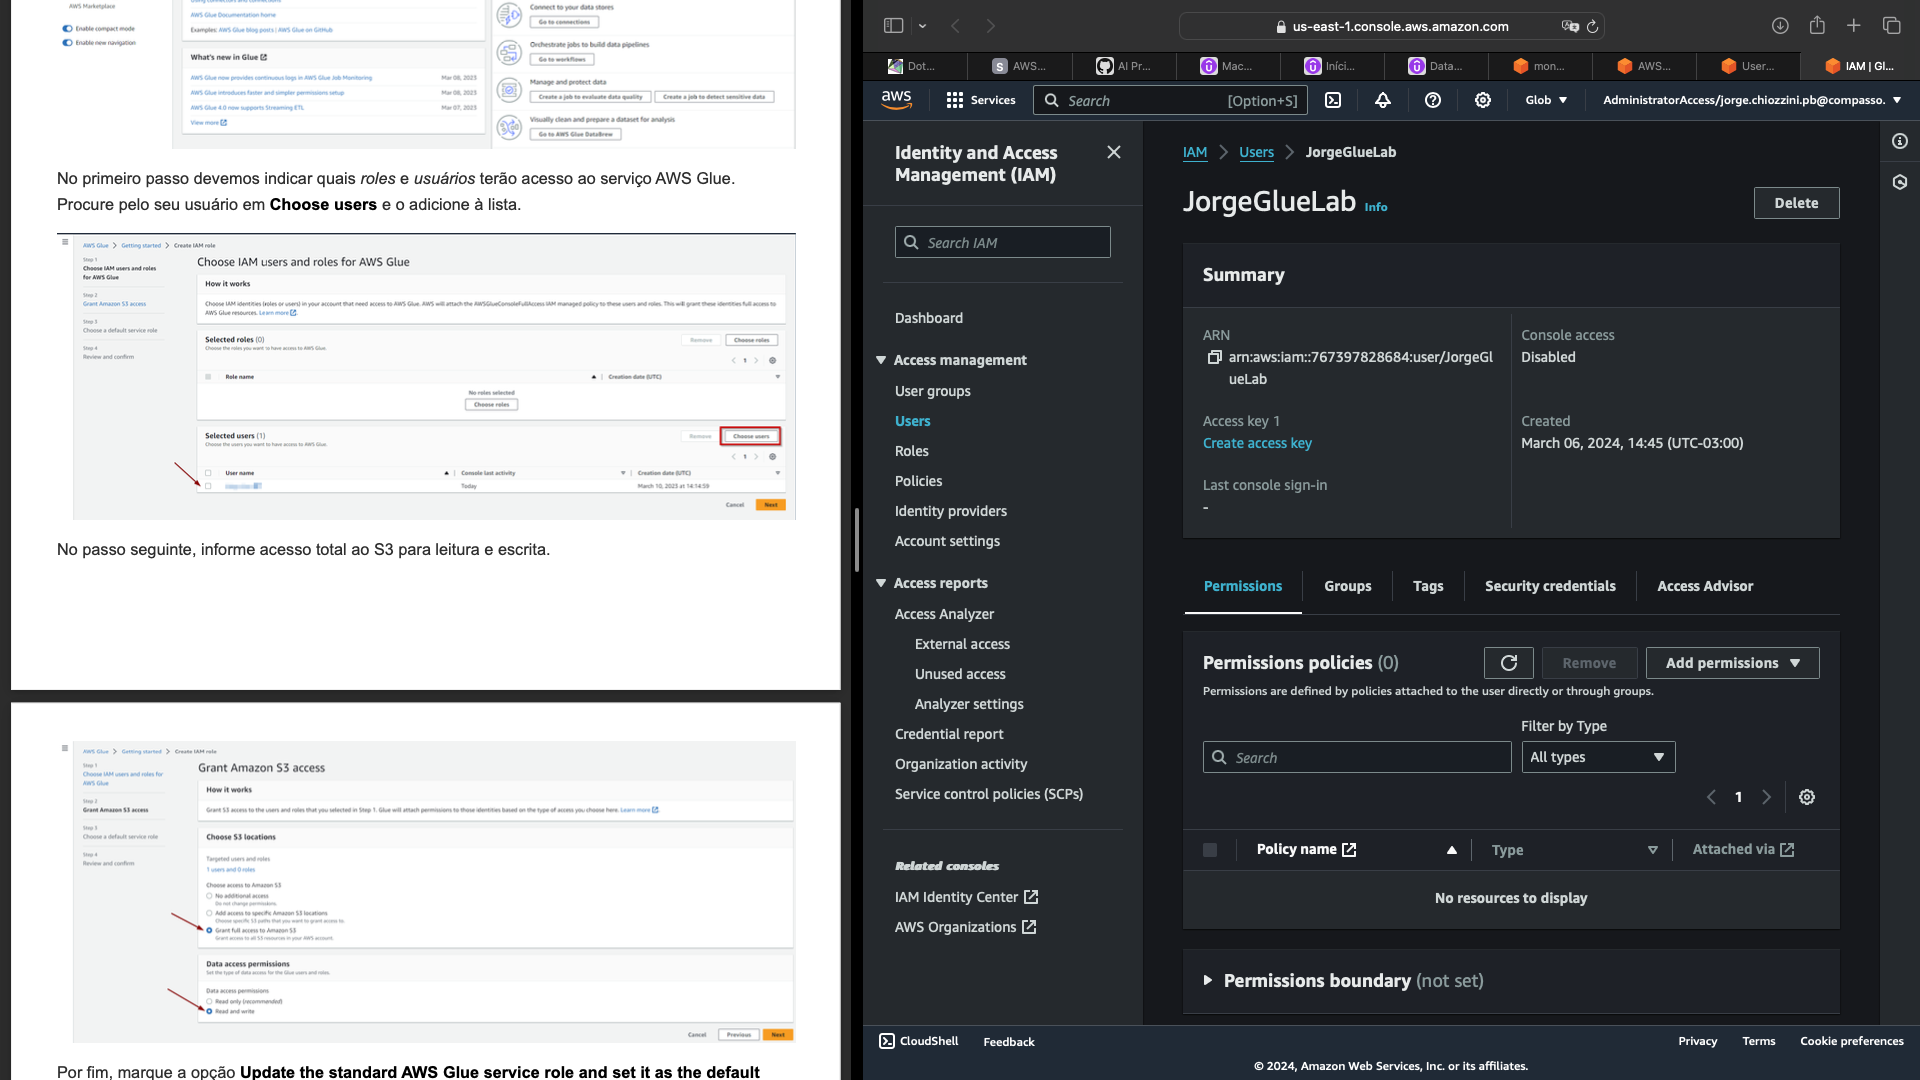 AWS Marketplace
Enable compact mode
Enable new navigation
AWS Glue Documentation home
Examples: AWS Glue blog posts | AWS Glue on GitHub
What's new in Glue
AWS Glue now provides continuous logs in AWS Glue Job Monitoring Mar 08, 2023
AWS Glue introduces faster and simpler permissions setup Mar 08, 2023
AWS Glue 4.0 now supports Streaming ETL Mar 07, 2023
View more
Connect to your data stores
Go to connections
Orchestrate jobs to build data pipelines
Go to workflows
Manage and protect data
Create a job to evaluate data quality Create a job to detect sensitive data
Visually clean and prepare a dataset for analysis
Go to AWS Glue DataBrew
No primeiro passo devemos indicar quais roles e usuários terão acesso ao serviço AWS Glue.
Procure pelo seu usuário em Choose users e o adicione à lista.
AWS Glue > Getting started > Create IAM role
Step 1
Choose IAM users and roles
for AWS Glue
Step 2
Grant Amazon S3 access
Step 3
Choose a default service role
Step 4
Review and confirm
Choose IAM users and roles for AWS Glue
How it works
Choose IAM identities (roles or users) in your account that need access to AWS Glue. AWS will attach the AWSGlueConsoleFullAccess IAM managed policy to these users and roles. This will grant these identities full access to
AWS Glue resources. Learn more
Selected roles (0)
Choose the roles you want to have access to AWS Glue.
Remove Choose roles
1
Role name Creation date (UTC)
No roles selected
Choose roles
Selected users (1)
Choose the users you want to have access to AWS Glue.
Remove Choose users
1
User name Console last activity Creation date (UTC)
Today March 10, 2023 at 14:14:59
Cancel Next
No passo seguinte, informe acesso total ao S3 para leitura e escrita.
AWS Glue > Getting started > Create IAM role
Step 1
Choose IAM users and roles for
AWS Glue
Step 2
Grant Amazon S3 access
Step 3
Choose a default service role
Step 4
Review and confirm
Grant Amazon S3 access
How it works
Grant S3 access to the users and roles that you selected in Step 1. Glue will attach permissions to those identities based on the type of access you choose here. Learn more
Choose S3 locations
Targeted users and roles
1 users and 0 roles
Choose access to Amazon S3
No additional access
Do not change permissions.
Add access to specific Amazon S3 locations
Choose specific S3 paths that you want to grant access to.
Grant full access to Amazon S3
Grant access to all S3 resources in your AWS account.
Data access permissions
Set the type of data access for the Glue users and roles.
Data access permissions
Read only (recommended)
Read and write
Cancel Previous Next
Por fim, marque a opção Update the standard AWS Glue service role and set it as the default
us-east-1.console.aws.amazon.com
Dot... AWS... AI Pr... Mac... Iníci... Data... mon... AWS... User... IAM | Gl...
aws Services Search [Option+S] Glob AdministratorAccess/jorge.chiozzini.pb@compasso.
Identity and Access
Management (IAM)
Search IAM
Dashboard
Access management
User groups
Users
Roles
Policies
Identity providers
Account settings
Access reports
Access Analyzer
External access
Unused access
Analyzer settings
Credential report
Organization activity
Service control policies (SCPs)
Related consoles
IAM Identity Center
AWS Organizations
IAM > Users > JorgeGlueLab
JorgeGlueLab Info
Delete
Summary
ARN
arn:aws:iam::767397828684:user/JorgeGl
ueLab
Console access
Disabled
Access key 1
Create access key
Created
March 06, 2024, 14:45 (UTC-03:00)
Last console sign-in
-
Permissions Groups Tags Security credentials Access Advisor
Permissions policies (0)
Remove Add permissions
Permissions are defined by policies attached to the user directly or through groups.
Filter by Type
Search All types
1
Policy name Type Attached via
No resources to display
Permissions boundary (not set)
CloudShell Feedback Privacy Terms Cookie preferences
© 2024, Amazon Web Services, Inc. or its affiliates.